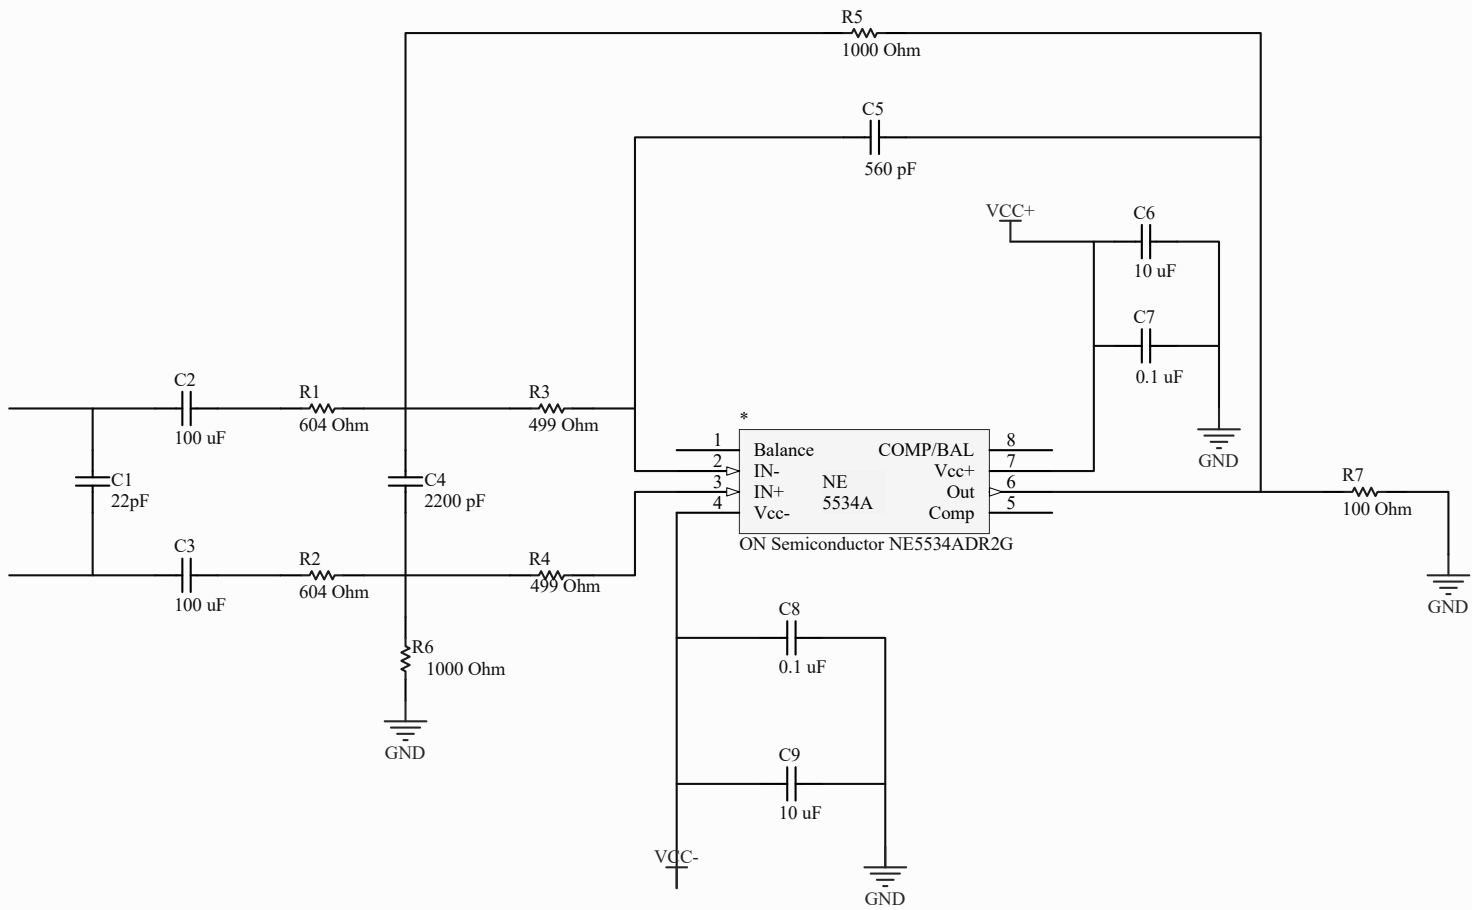 R5
1000 Ohm
C5
560 pF
VCC+
C6
10 uF
C7
0.1 uF
GND
C2
100 uF
R1
604 Ohm
R3
499 Ohm
C1
22pF
C4
2200 pF
C3
100 uF
R2
604 Ohm
R4
499 Ohm
*
1 Balance COMP/BAL 8
2 IN- NE Vcc+ 7
3 IN+ 5534A Out 6
4 Vcc- Comp 5
ON Semiconductor NE5534ADR2G
R7
100 Ohm
GND
R6
1000 Ohm
GND
C8
0.1 uF
C9
10 uF
VCC-
GND